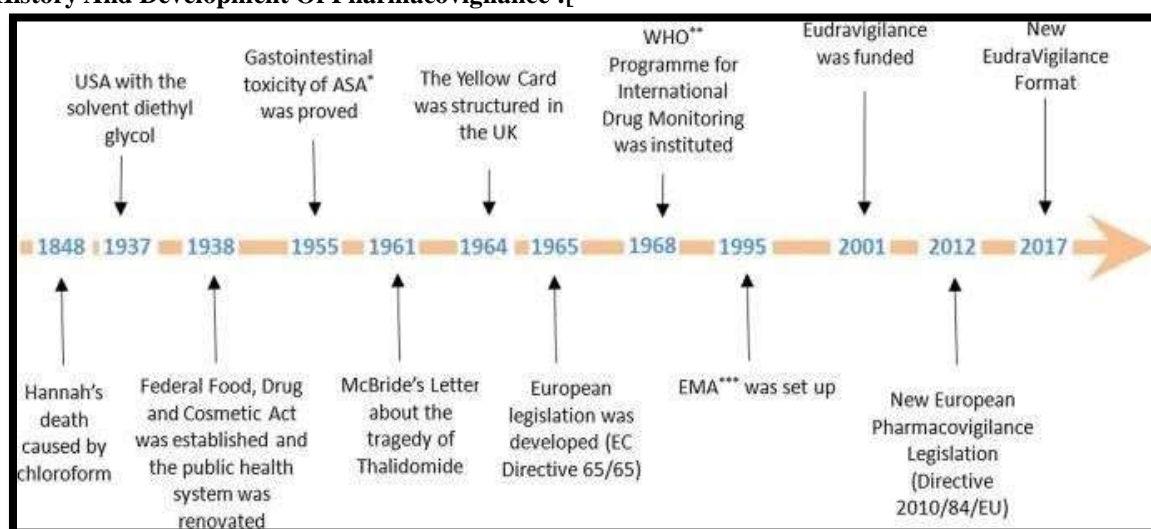 History And Development Of Pharmacovigilance :[
USA with the
solvent diethyl
glycol
Gastointestinal
toxicity of ASA*
was proved
The Yellow Card
was structured in
the UK
WHO**
Programme for
International
Drug Monitoring
was instituted
Eudravigilance
was funded
New
EudraVigilance
Format
1848 1937 1938 1955 1961 1964 1965 1968 1995 2001 2012 2017
Hannah's
death
caused by
chloroform
Federal Food, Drug
and Cosmetic Act
was established and
the public health
system was
renovated
McBride's Letter
about the
tragedy of
Thalidomide
European
legislation was
developed (EC
Directive 65/65)
EMA*** was set up
New European
Pharmacovigilance
Legislation
(Directive
2010/84/EU)